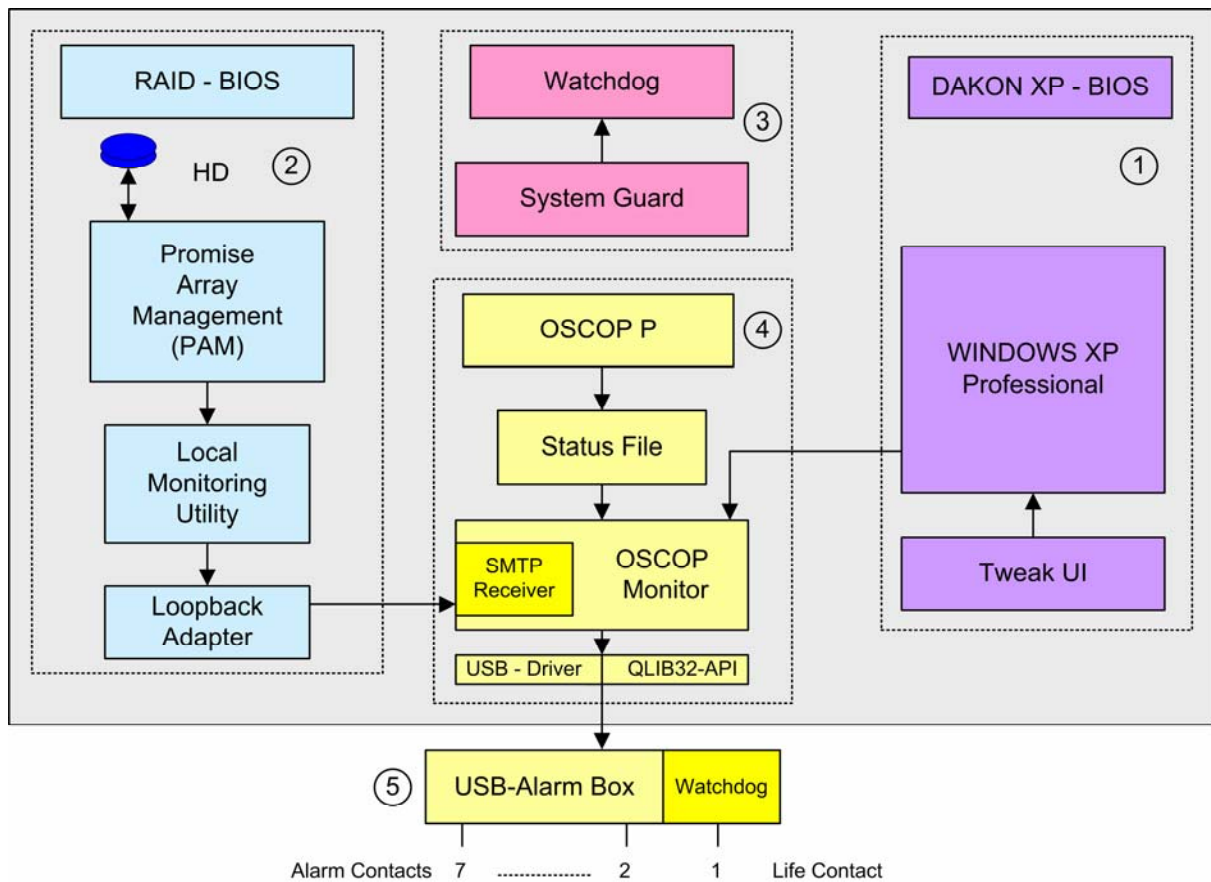 RAID - BIOS
HD
2
Promise
Array
Management
(PAM)
Local
Monitoring
Utility
Loopback
Adapter
Watchdog
3
System Guard
OSCOP P
4
Status File
SMTP
Receiver
OSCOP
Monitor
USB - Driver
QLIB32-API
DAKON XP - BIOS
1
WINDOWS XP
Professional
Tweak UI
5
USB-Alarm Box
Watchdog
Alarm Contacts 7 .............. 2 1 Life Contact